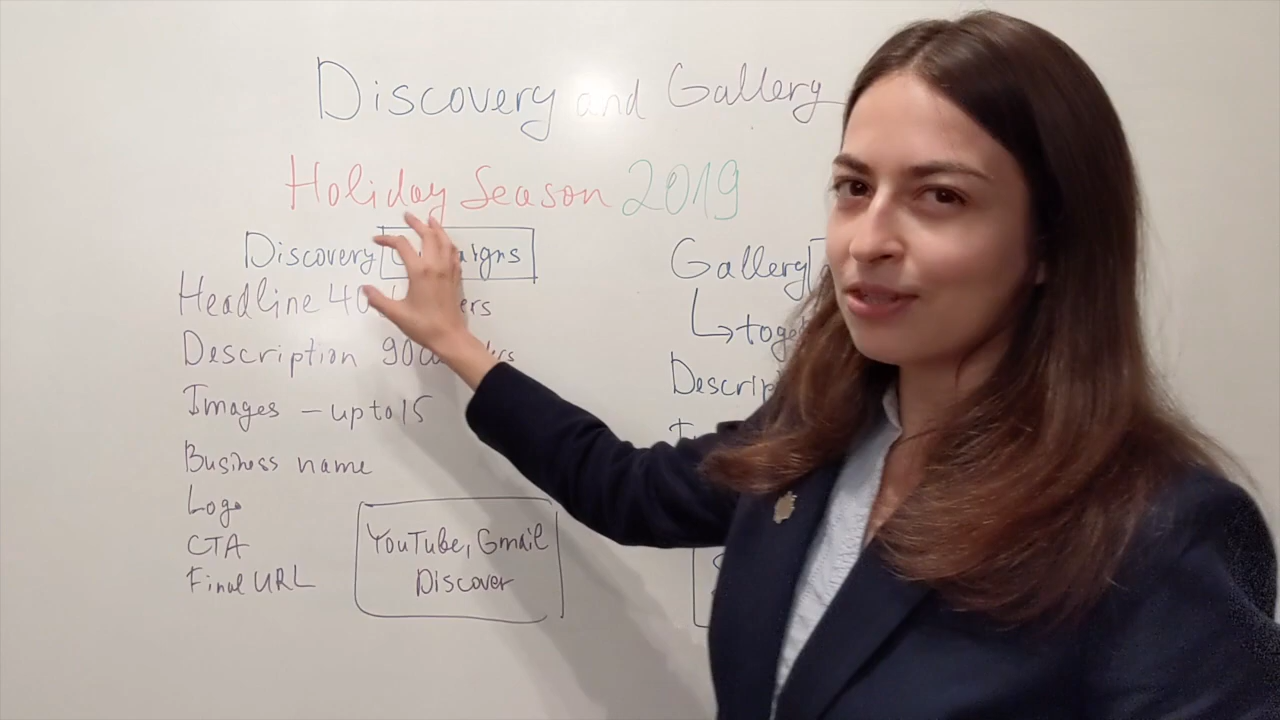 Discovery and Gallery
Holiday Season 2019
Discovery
Headline 40
Description 90
Images - up to 15
Business name
Logo
CTA
Final URL
YouTube, Gmail
Discover
Gallery